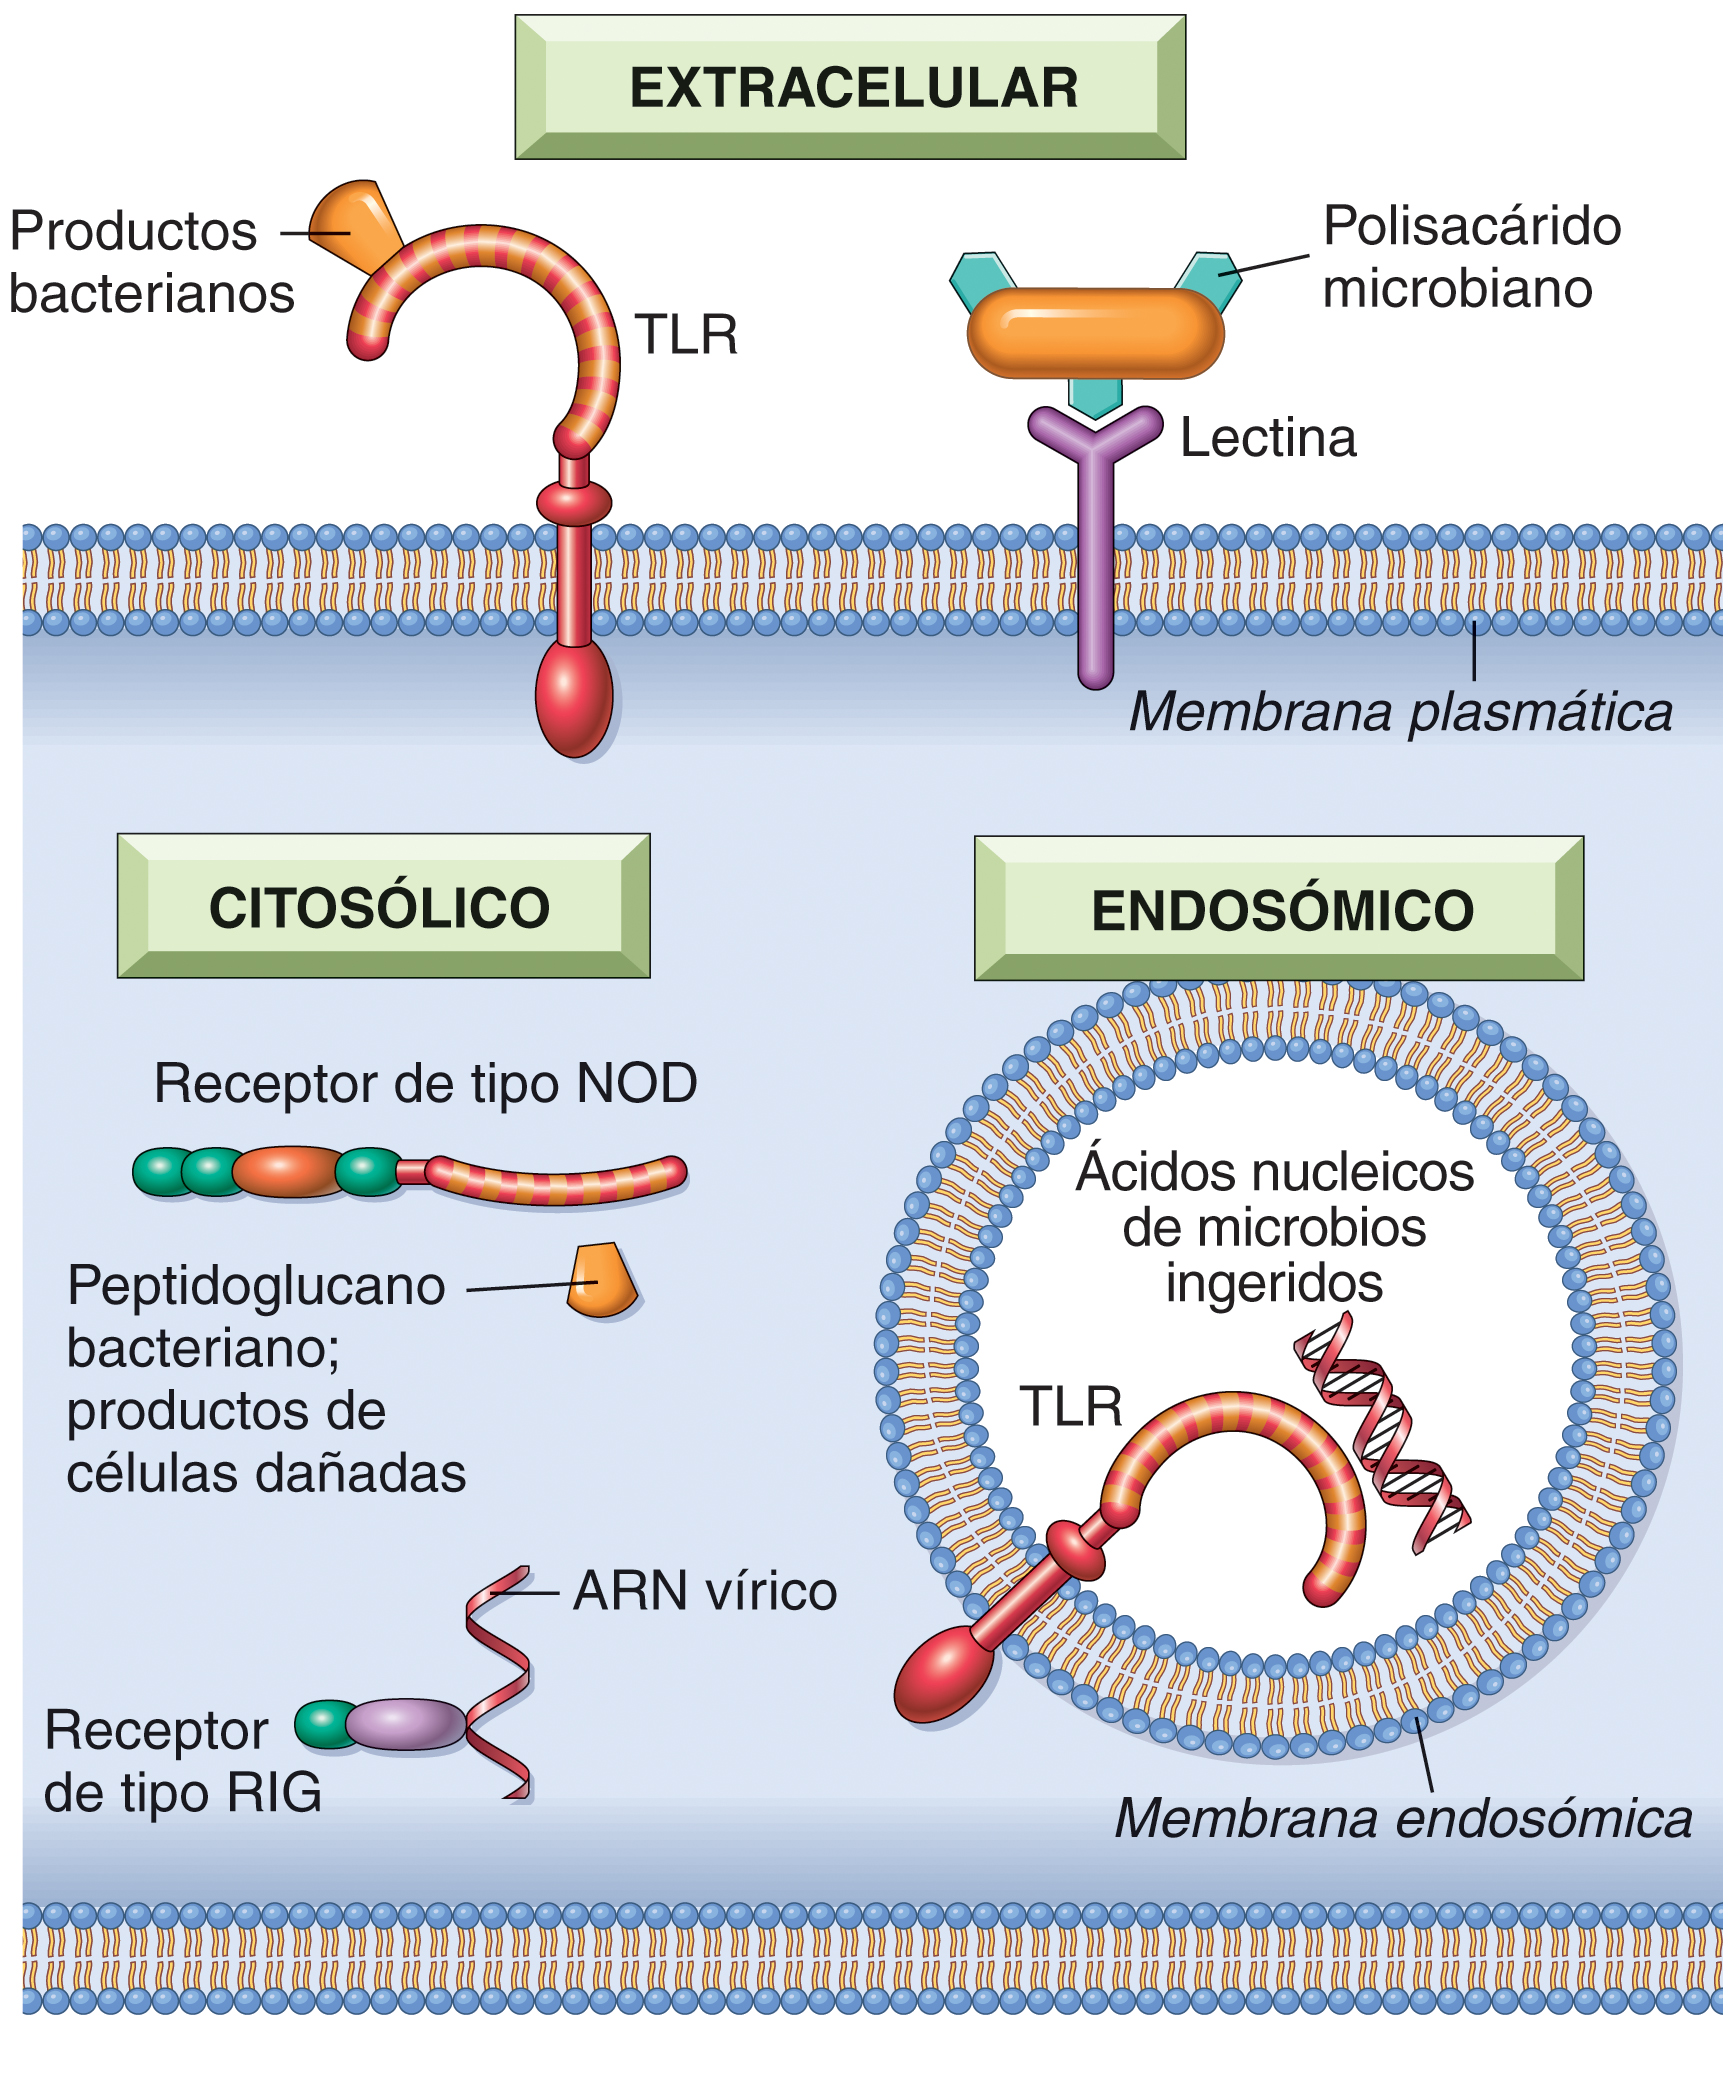 EXTRACELULAR
Productos
bacterianos
TLR
Polisacárido
microbiano
Lectina
Membrana plasmática
CITOSÓLICO
ENDOSÓMICO
Receptor de tipo NOD
Peptidoglucano
bacteriano;
productos de
células dañadas
ARN vírico
Receptor
de tipo RIG
Ácidos nucleicos
de microbios
ingeridos
TLR
Membrana endosómica